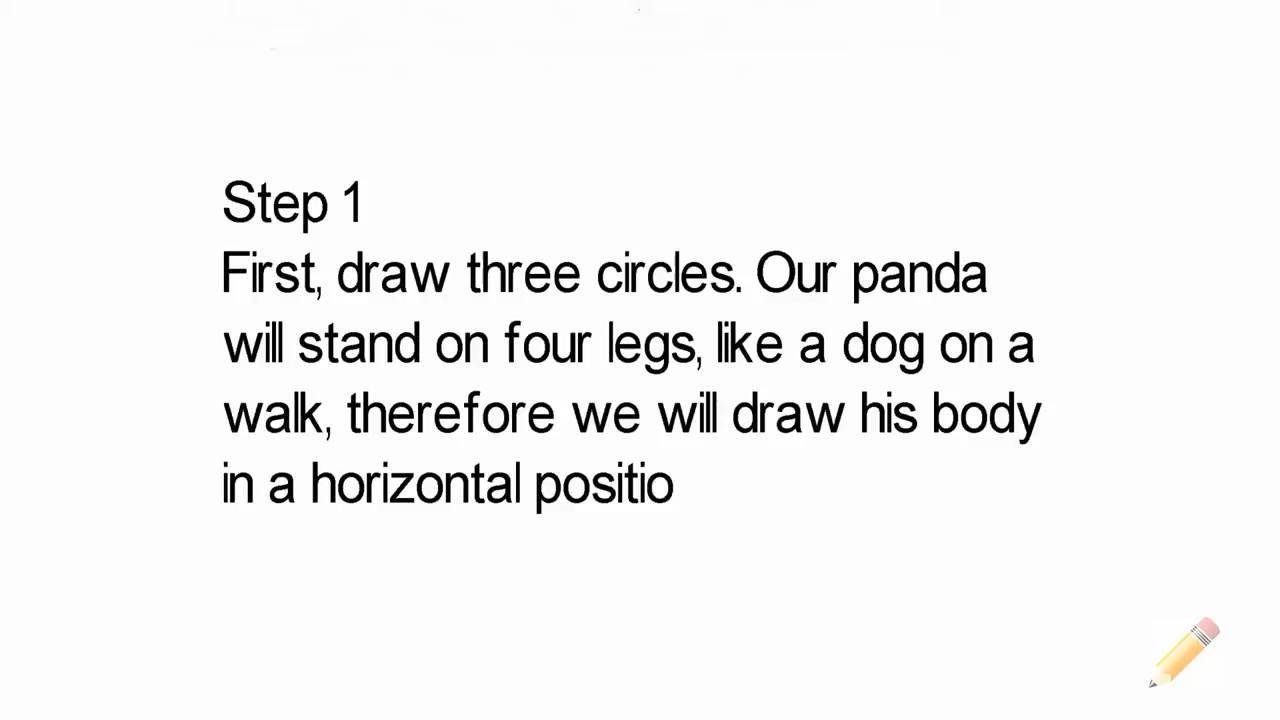 Step 1
First, draw three circles. Our panda
will stand on four legs, like a dog on a
walk, therefore we will draw his body
in a horizontal positio